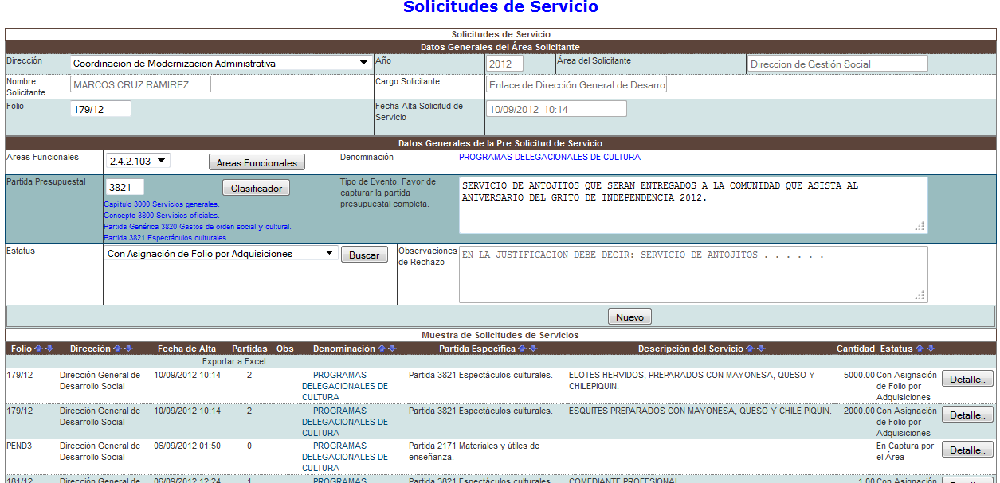 Solicitudes de Servicio
Solicitudes de Servicio
Datos Generales del Área Solicitante
Dirección Coordinacion de Modernizacion Administrativa Año 2012 Área del Solicitante Direccion de Gestión Social
Nombre Solicitante MARCOS CRUZ RAMIREZ Cargo Solicitante Enlace de Dirección General de Desarro
Folio 179/12 Fecha Alta Solicitud de Servicio 10/09/2012 10:14
Datos Generales de la Pre Solicitud de Servicio
Areas Funcionales 2.4.2.103 Areas Funcionales Denominación PROGRAMAS DELEGACIONALES DE CULTURA
Partida Presupuestal 3821 Clasificador
Capítulo 3000 Servicios generales.
Concepto 3800 Servicios oficiales.
Partida Genérica 3820 Gastos de orden social y cultural.
Partida 3821 Espectáculos culturales.
Tipo de Evento. Favor de
capturar la partida
presupuestal completa.
SERVICIO DE ANTOJITOS QUE SERAN ENTREGADOS A LA COMUNIDAD QUE ASISTA AL
ANIVERSARIO DEL GRITO DE INDEPENDENCIA 2012.
Estatus Con Asignación de Folio por Adquisiciones Buscar
Observaciones
de Rechazo
EN LA JUSTIFICACION DEBE DECIR: SERVICIO DE ANTOJITOS . . . . . .
Nuevo
Muestra de Solicitudes de Servicios
Folio Dirección Fecha de Alta Partidas Obs Denominación Partida Específica Descripción del Servicio Cantidad Estatus
Exportar a Excel
179/12 Dirección General de 10/09/2012 10:14 2 PROGRAMAS Partida 3821 Espectáculos culturales. ELOTES HERVIDOS, PREPARADOS CON MAYONESA, QUESO Y 5000.00 Con Asignación
Desarrollo Social DELEGACIONALES DE CHILEPIQUIN. de Folio por Detalle..
CULTURA Adquisiciones
179/12 Dirección General de 10/09/2012 10:14 2 PROGRAMAS Partida 3821 Espectáculos culturales. ESQUITES PREPARADOS CON MAYONESA, QUESO Y CHILE PIQUIN. 2000.00 Con Asignación
Desarrollo Social DELEGACIONALES DE de Folio por Detalle..
CULTURA Adquisiciones
PEND3 Dirección General de 06/09/2012 01:50 0 PROGRAMAS Partida 2171 Materiales y útiles de En Captura por
Desarrollo Social DELEGACIONALES DE enseñanza. el Área Detalle..
CULTURA
181/12 Dirección General de 06/09/2012 12:24 1 PROGRAMAS Partida 3821 Espectáculos culturales. COMEDIANTE PROFESIONAL 1.00 Con Asignación